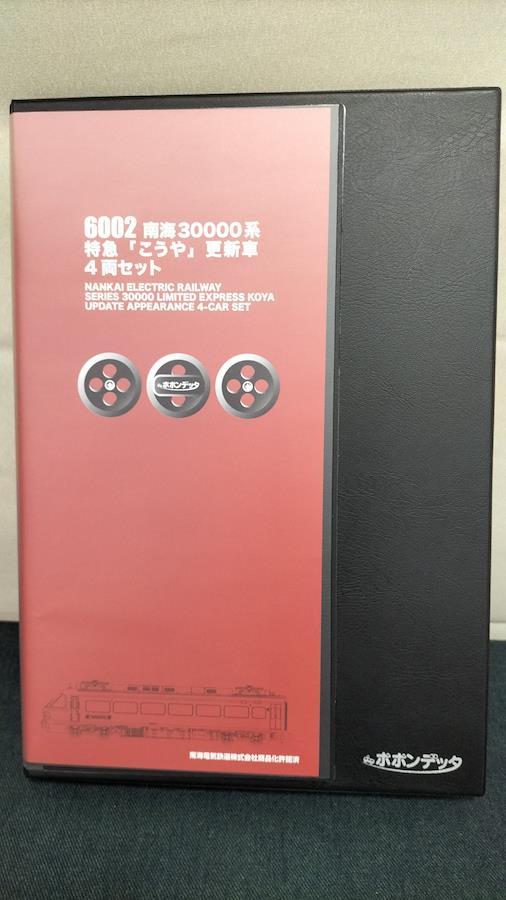 6002 南海30000系
特急「こうや」更新車
4両セット
NANKAI ELECTRIC RAILWAY
SERIES 30000 LIMITED EXPRESS KOYA
UPDATE APPEARANCE 4-CAR SET
ポポンデッタ
南海電気鉄道株式会社商品化許諾済
ポポンデッタ